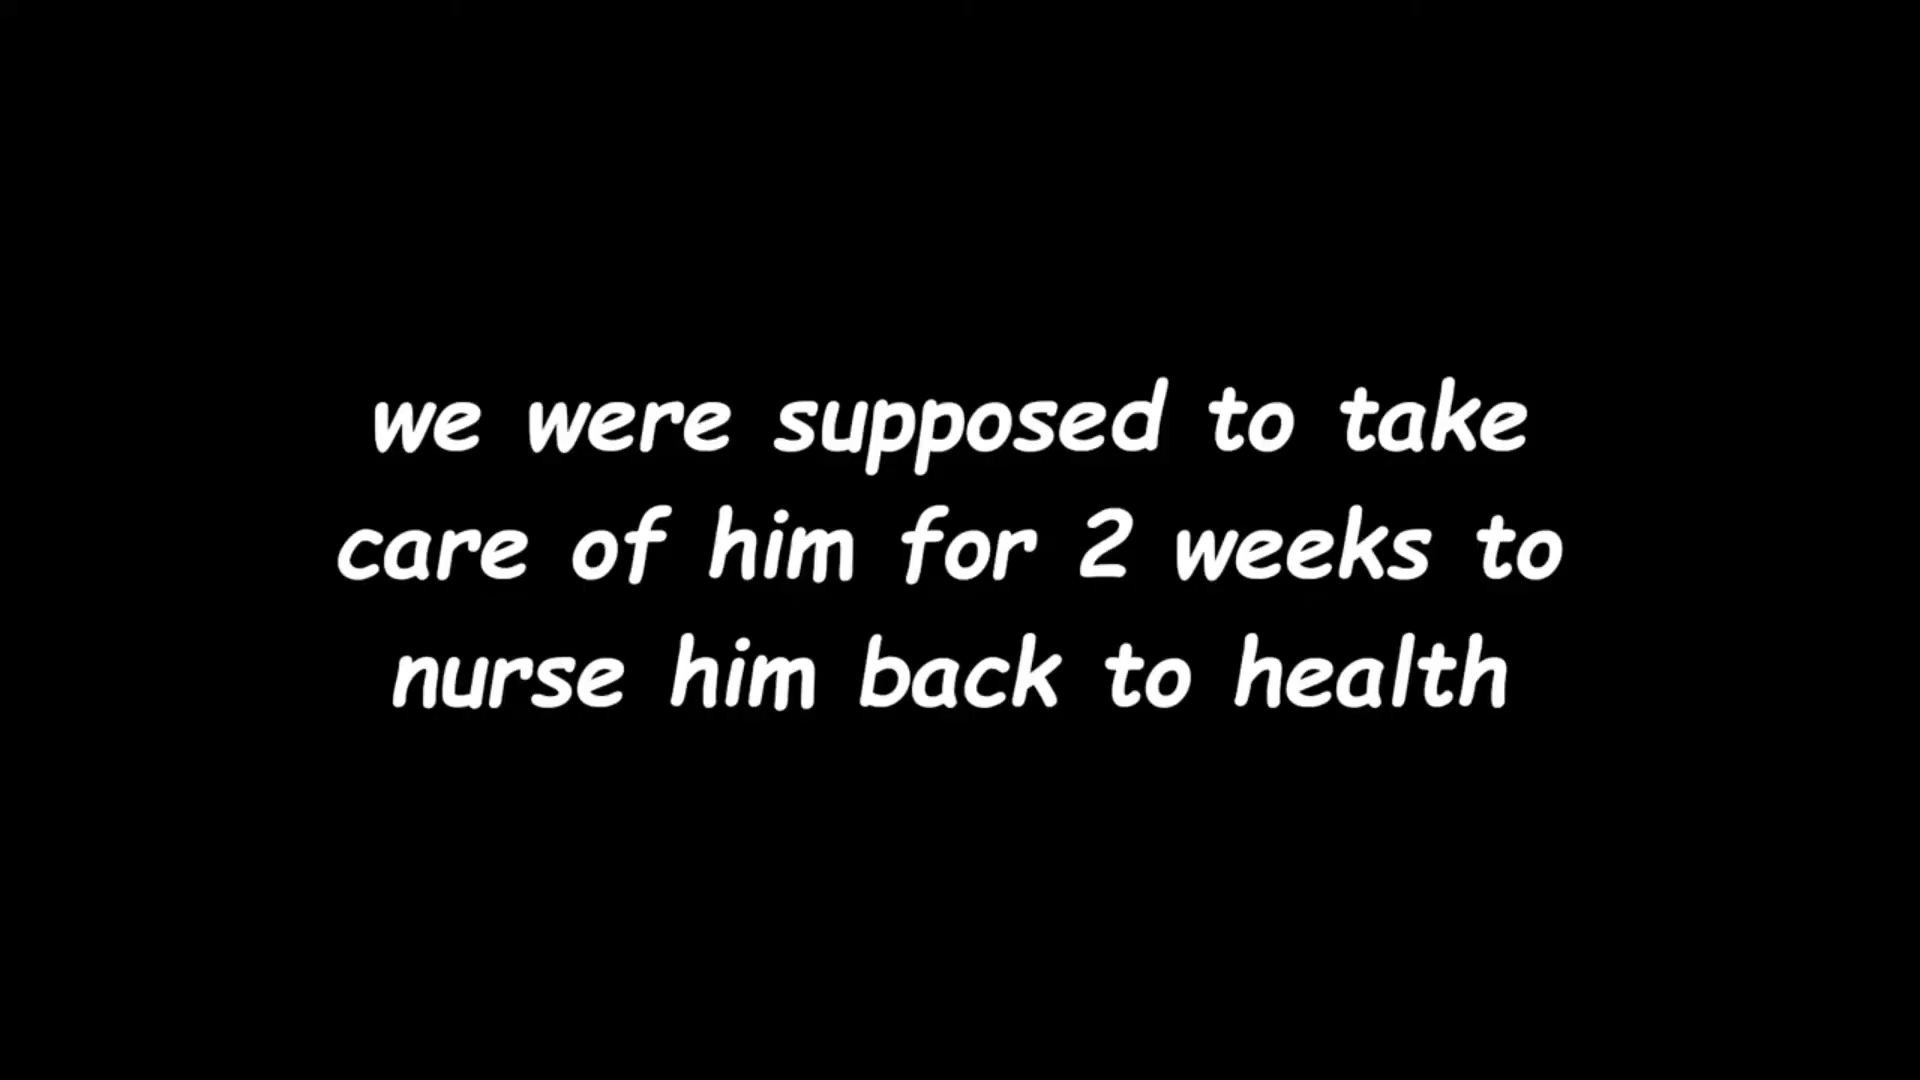 we were supposed to take
care of him for 2 weeks to
nurse him back to health